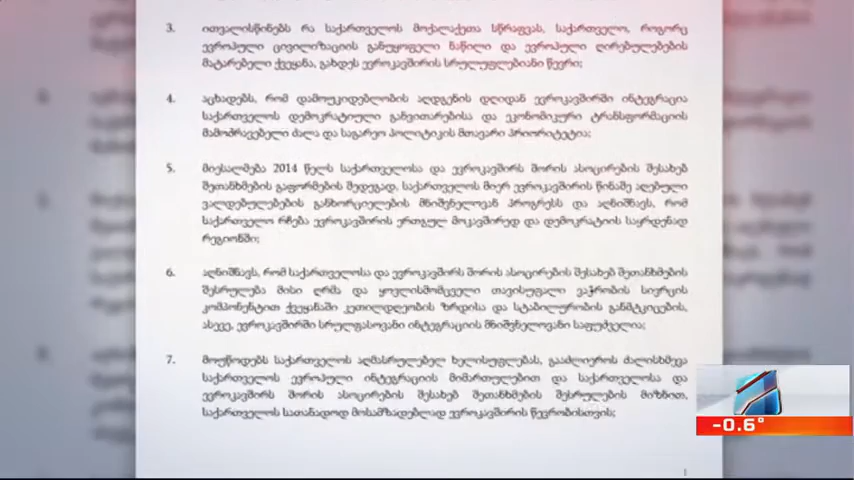 3. ითვალისწინებს რა საქართველოს მოქალაქეთა სწრაფვას, საქართველო, როგორც
ევროპული ცივილიზაციის განუყოფელი ნაწილი და ევროპული ღირებულებების
მატარებელი ქვეყანა, გახდეს ევროკავშირის სრულუფლებიანი წევრი;
4. აცხადებს, რომ დამოუკიდებლობის აღდგენის დღიდან ევროკავშირში ინტეგრაცია
საქართველოს დემოკრატიული განვითარებისა და ეკონომიკური ტრანსფორმაციის
მამოძრავებელი ძალა და საგარეო პოლიტიკის მთავარი პრიორიტეტია;
5. მიესალმება 2014 წელს საქართველოსა და ევროკავშირს შორის ასოცირების შესახებ
შეთანხმების გაფორმების შედეგად, საქართველოს მიერ ევროკავშირის წინაშე აღებული
ვალდებულებების განხორციელების მნიშვნელოვან პროგრესს და აღნიშნავს, რომ
საქართველო რჩება ევროკავშირის ერთგულ მოკავშირედ და დემოკრატიის საყრდენად
რეგიონში;
6. აღნიშნავს, რომ საქართველოსა და ევროკავშირს შორის ასოცირების შესახებ შეთანხმების
შესრულება მისი ღრმა და ყოვლისმომცველი თავისუფალი ვაჭრობის სივრცის
კომპონენტით ქვეყანაში კეთილდღეობის ზრდისა და სტაბილურობის განმტკიცების,
ასევე, ევროკავშირში სრულფასოვანი ინტეგრაციის მნიშვნელოვანი საფუძველია;
7. მოუწოდებს საქართველოს აღმასრულებელ ხელისუფლებას, გააძლიეროს ძალისხმევა
საქართველოს ევროპული ინტეგრაციის მიმართულებით და საქართველოსა და
ევროკავშირს შორის ასოცირების შესახებ შეთანხმების შესრულების მიზნით,
საქართველოს სათანადოდ მოსამზადებლად ევროკავშირის წევრობისთვის;
1
-0.6°